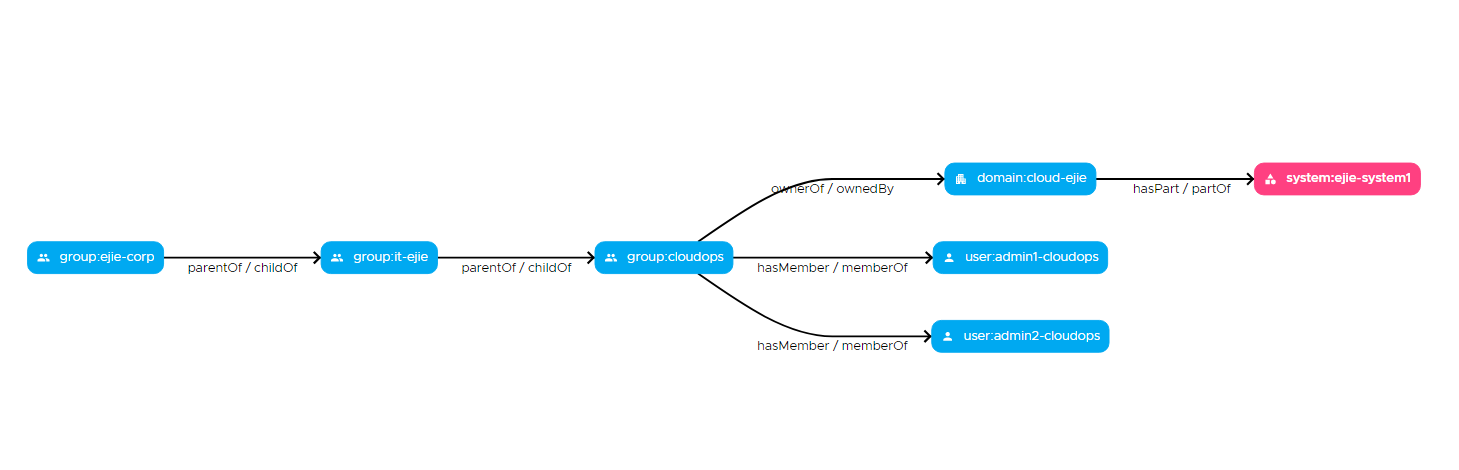 domain:cloud-ejie
system:ejie-system1
ownerOf / ownedBy
hasPart / partOf
group:ejie-corp
group:it-ejie
group:cloudops
user:admin1-cloudops
parentOf / childOf
parentOf / childOf
hasMember / memberOf
user:admin2-cloudops
hasMember / memberOf